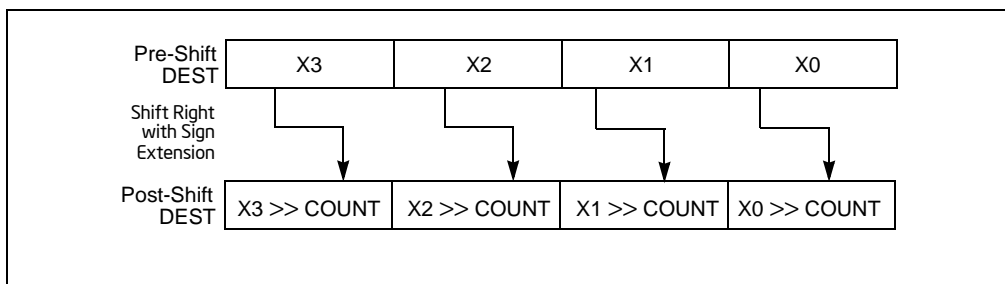 Pre-Shift
DEST
X3 X2 X1 X0
Shift Right
with Sign
Extension
Post-Shift
DEST
X3 >> COUNT X2 >> COUNT X1 >> COUNT X0 >> COUNT